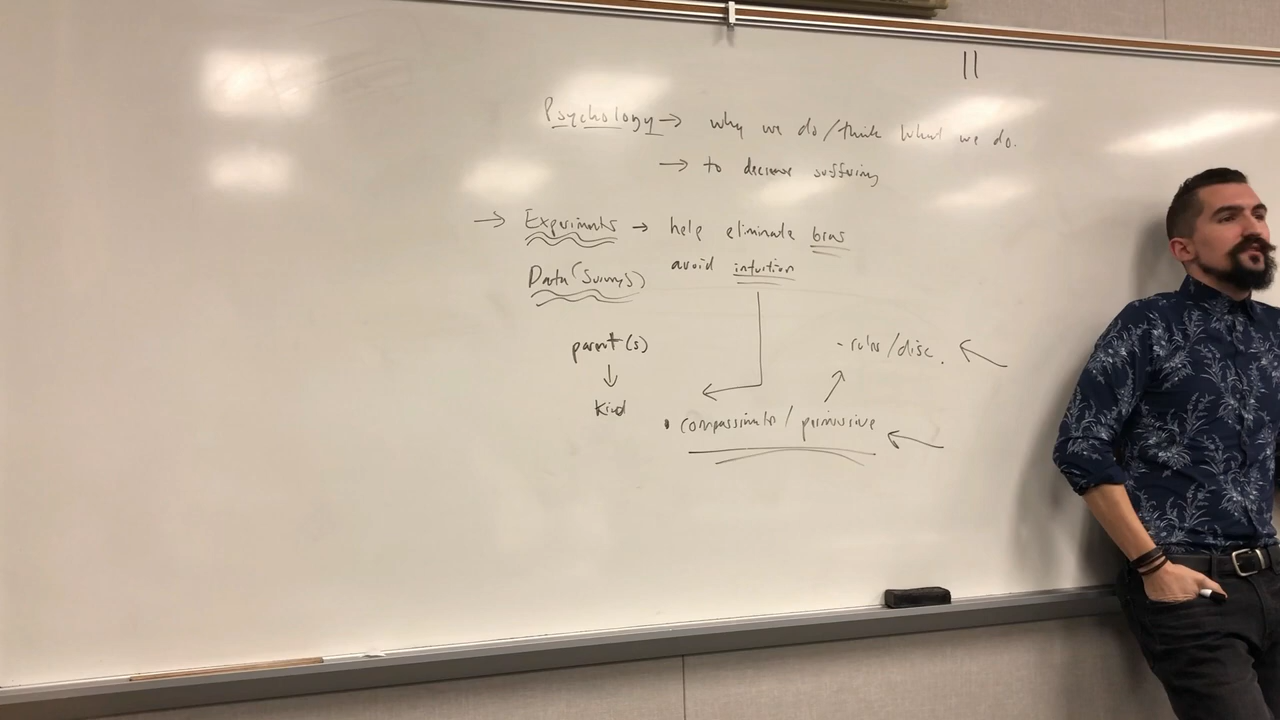 ||
Psychology → why we do/think what we do.
→ to decrease suffering
→ Experiments → help eliminate bias
Data (Surveys) avoid intuition
parent(s) - rules/disc.
↓
kid
• compassionate / permissive